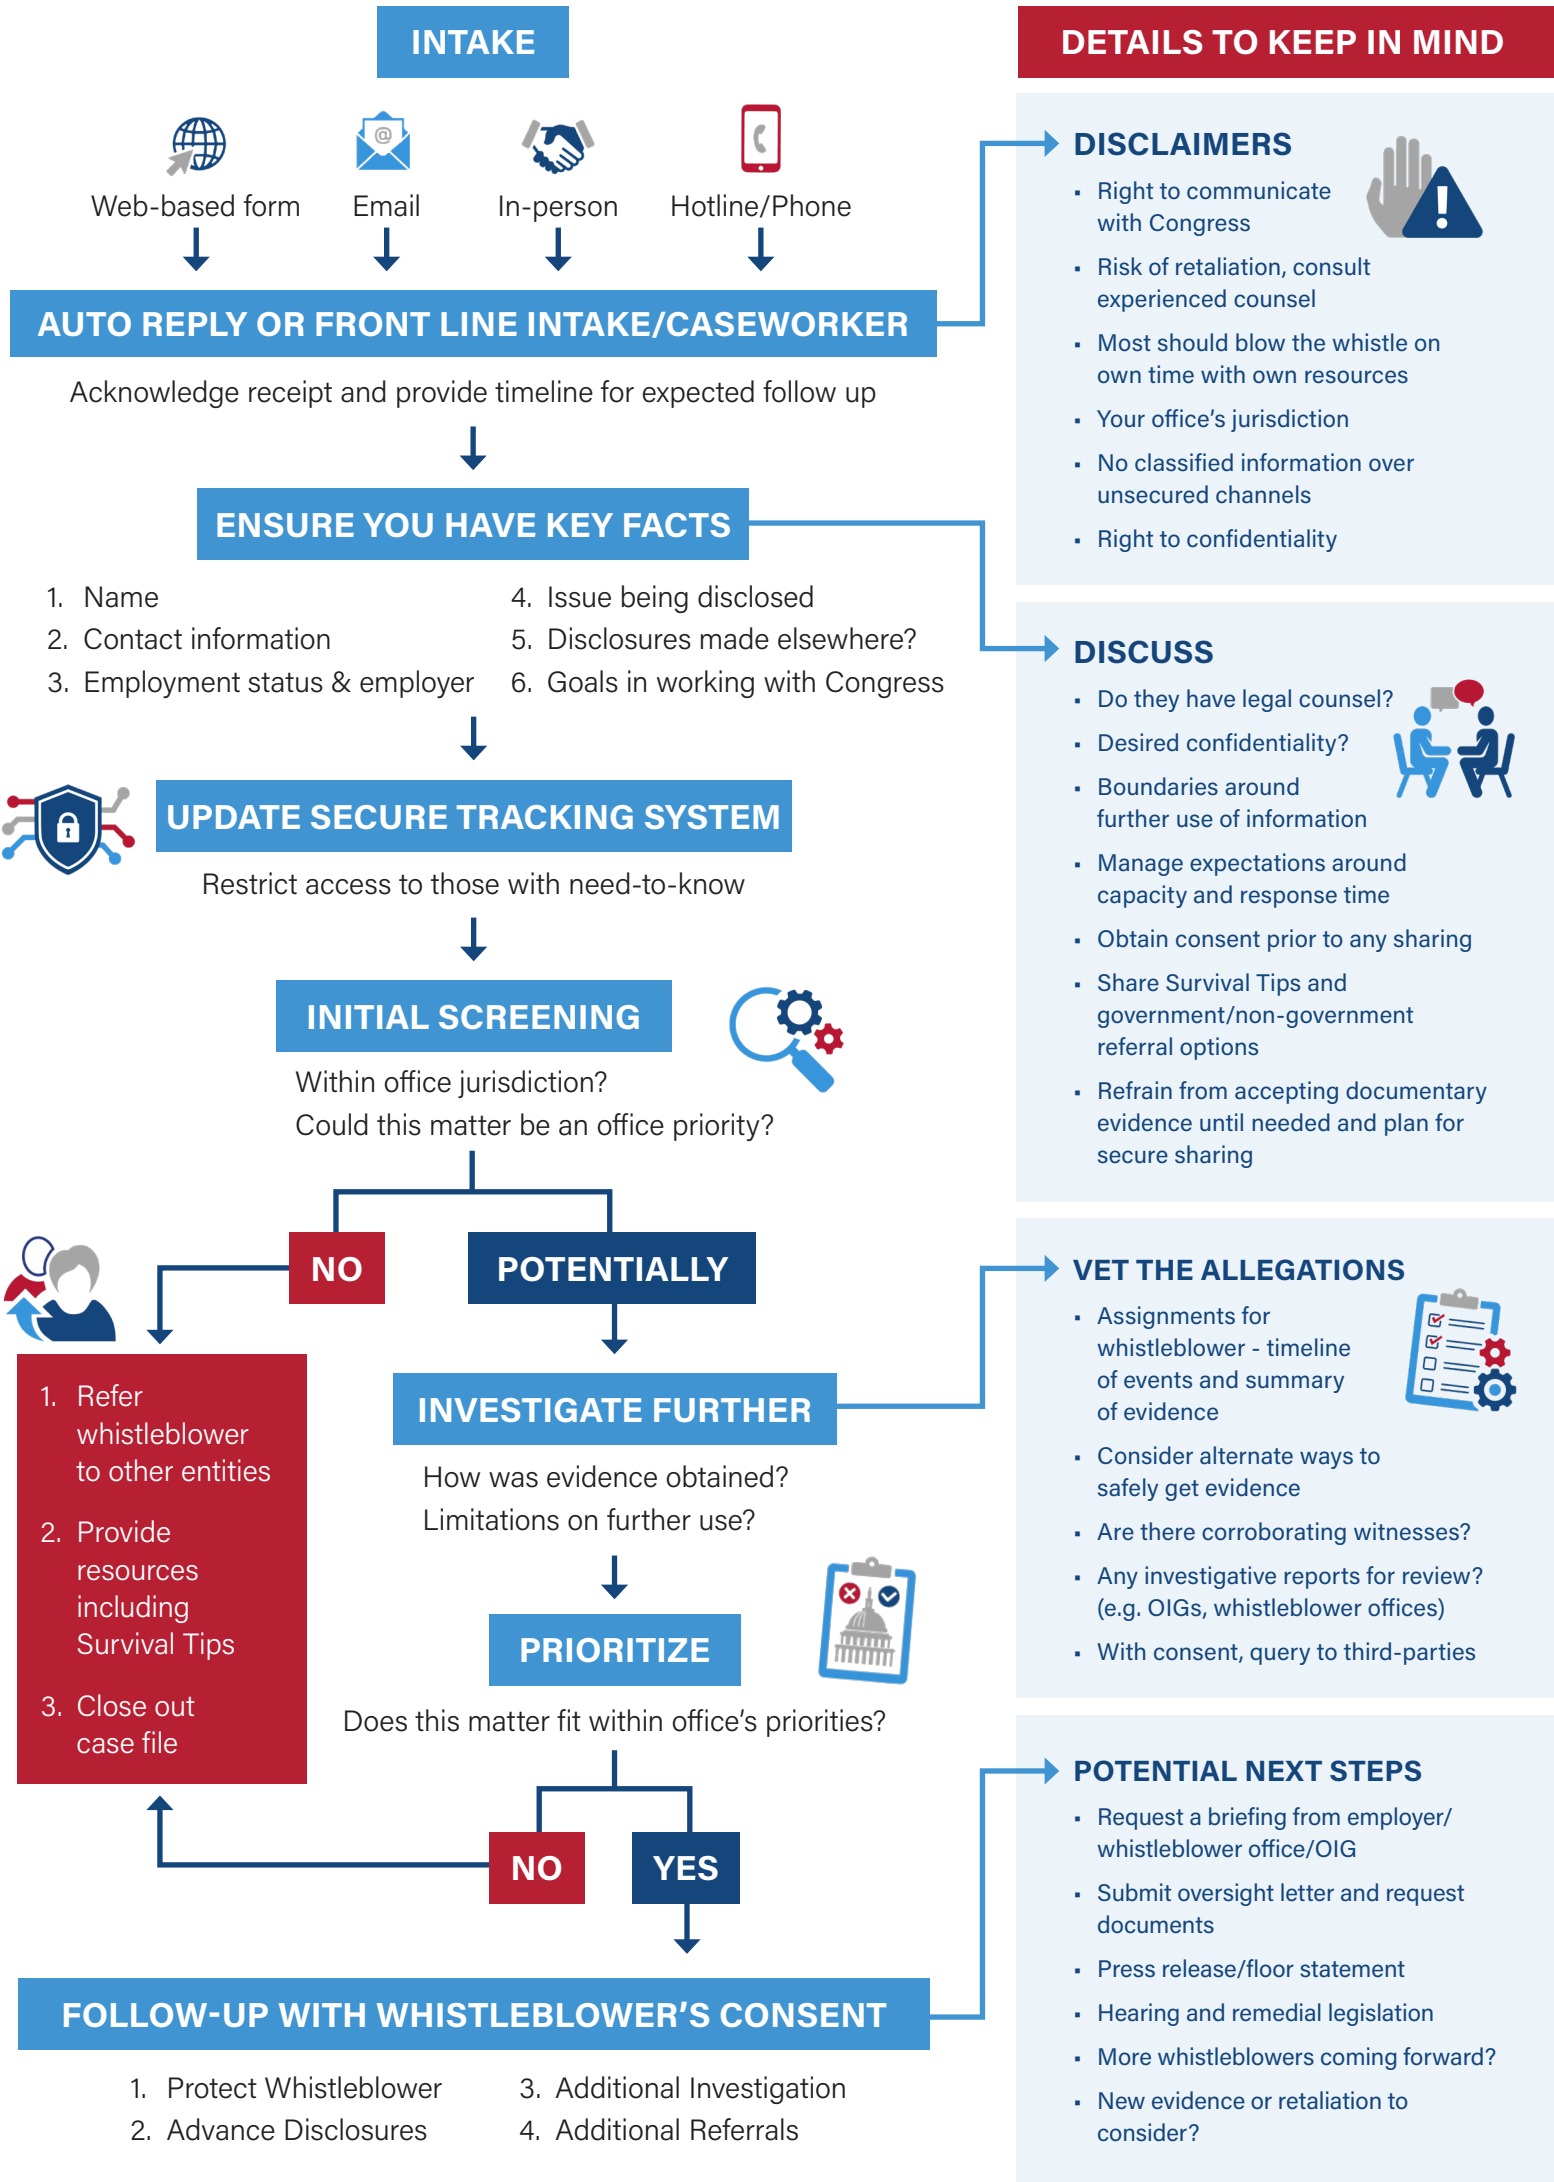 INTAKE
Web-based form
Email
In-person
Hotline/Phone
AUTO REPLY OR FRONT LINE INTAKE/CASEWORKER
Acknowledge receipt and provide timeline for expected follow up
ENSURE YOU HAVE KEY FACTS
1. Name
2. Contact information
3. Employment status & employer
4. Issue being disclosed
5. Disclosures made elsewhere?
6. Goals in working with Congress
UPDATE SECURE TRACKING SYSTEM
Restrict access to those with need-to-know
INITIAL SCREENING
Within office jurisdiction?
Could this matter be an office priority?
NO
POTENTIALLY
1. Refer
whistleblower
to other entities
2. Provide
resources
including
Survival Tips
3. Close out
case file
INVESTIGATE FURTHER
How was evidence obtained?
Limitations on further use?
PRIORITIZE
Does this matter fit within office's priorities?
NO
YES
FOLLOW-UP WITH WHISTLEBLOWER'S CONSENT
1. Protect Whistleblower
2. Advance Disclosures
3. Additional Investigation
4. Additional Referrals
DETAILS TO KEEP IN MIND
DISCLAIMERS
▪ Right to communicate
with Congress
▪ Risk of retaliation, consult
experienced counsel
▪ Most should blow the whistle on
own time with own resources
▪ Your office's jurisdiction
▪ No classified information over
unsecured channels
▪ Right to confidentiality
DISCUSS
▪ Do they have legal counsel?
▪ Desired confidentiality?
▪ Boundaries around
further use of information
▪ Manage expectations around
capacity and response time
▪ Obtain consent prior to any sharing
▪ Share Survival Tips and
government/non-government
referral options
▪ Refrain from accepting documentary
evidence until needed and plan for
secure sharing
VET THE ALLEGATIONS
▪ Assignments for
whistleblower - timeline
of events and summary
of evidence
▪ Consider alternate ways to
safely get evidence
▪ Are there corroborating witnesses?
▪ Any investigative reports for review?
(e.g. OIGs, whistleblower offices)
▪ With consent, query to third-parties
POTENTIAL NEXT STEPS
▪ Request a briefing from employer/
whistleblower office/OIG
▪ Submit oversight letter and request
documents
▪ Press release/floor statement
▪ Hearing and remedial legislation
▪ More whistleblowers coming forward?
▪ New evidence or retaliation to
consider?